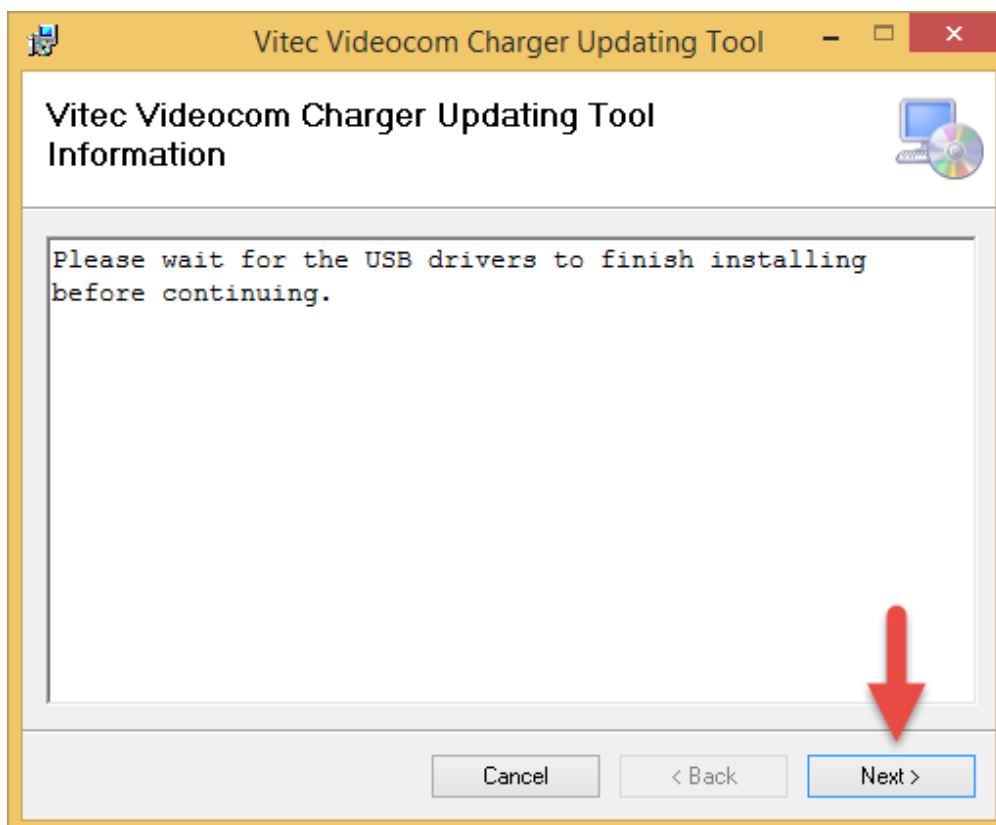 Vitec Videocom Charger Updating Tool
Vitec Videocom Charger Updating Tool
Information
Please wait for the USB drivers to finish installing
before continuing.
Cancel
< Back
Next >